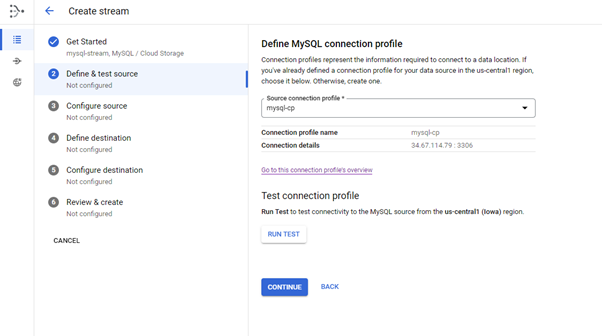 Create stream
Get Started
mysql-stream, MySQL / Cloud Storage
2 Define & test source
Not configured
3 Configure source
Not configured
4 Define destination
Not configured
5 Configure destination
Not configured
6 Review & create
Not configured
CANCEL
Define MySQL connection profile
Connection profiles represent the information required to connect to a data location. If
you've already defined a connection profile for your data source in the us-central1 region,
choose it below. Otherwise, create one.
Source connection profile *
mysql-cp
Connection profile name mysql-cp
Connection details 34.67.114.79 : 3306
Go to this connection profile's overview
Test connection profile
Run Test to test connectivity to the MySQL source from the us-central1 (Iowa) region.
RUN TEST
CONTINUE BACK